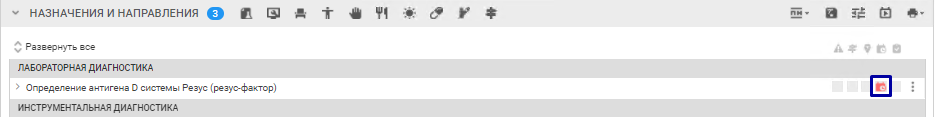 НАЗНАЧЕНИЯ И НАПРАВЛЕНИЯ 3
Развернуть все
ЛАБОРАТОРНАЯ ДИАГНОСТИКА
Определение антигена D системы Резус (резус-фактор)
ИНСТРУМЕНТАЛЬНАЯ ДИАГНОСТИКА